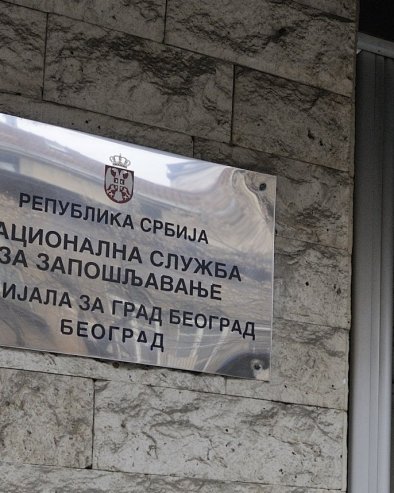 РЕПУБЛИКА СРБИЈА
АЦИОНАЛНА СЛУЖБА
ЗА ЗАПОШЉАВАЊЕ
ИЈАЛА ЗА ГРАД БЕОГРАД
БЕОГРАД